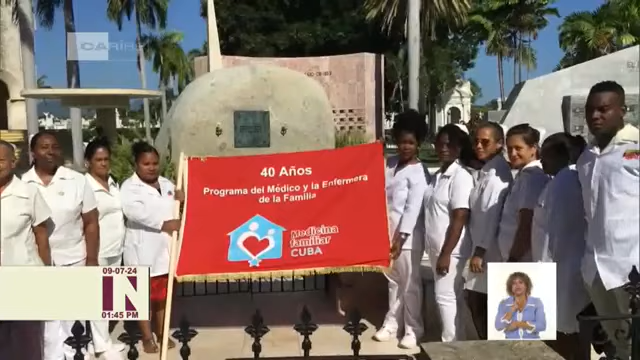 CARIBE
40 Años
Programa del Médico y la Enfermera
de la Familia
Medicina
familiar
CUBA
09-07-24
IN
01:45 PM